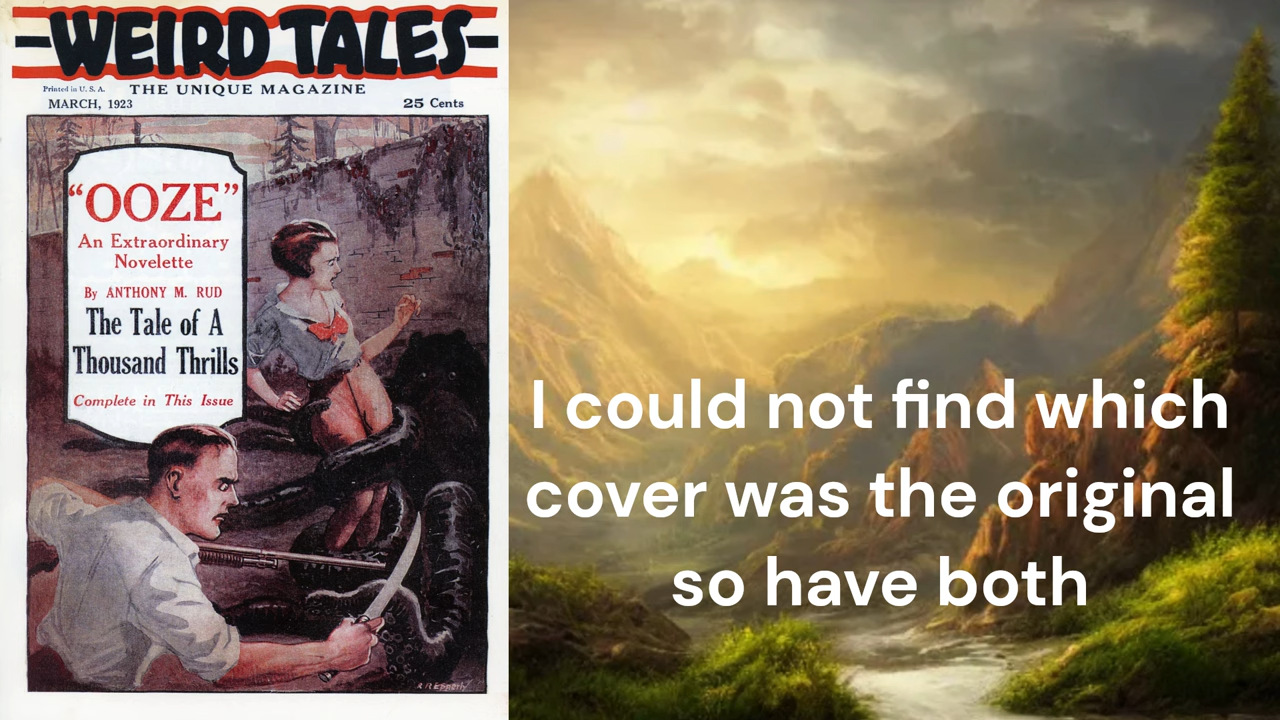 WEIRD TALES
Printed in U. S. A.
THE UNIQUE MAGAZINE
MARCH, 1923
25 Cents
“OOZE”
An Extraordinary
Novelette
By ANTHONY M. RUD
The Tale of A
Thousand Thrills
Complete in This Issue
I could not find which
cover was the original
so have both